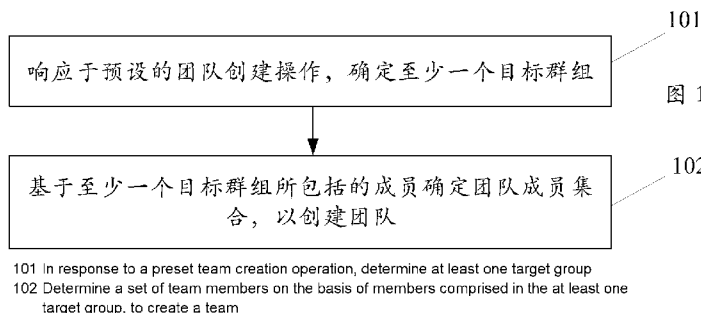 101
响应于预设的团队创建操作，确定至少一个目标群组
图 1
102
基于至少一个目标群组所包括的成员确定团队成员集
合，以创建团队
101 In response to a preset team creation operation, determine at least one target group
102 Determine a set of team members on the basis of members comprised in the at least one
target group, to create a team